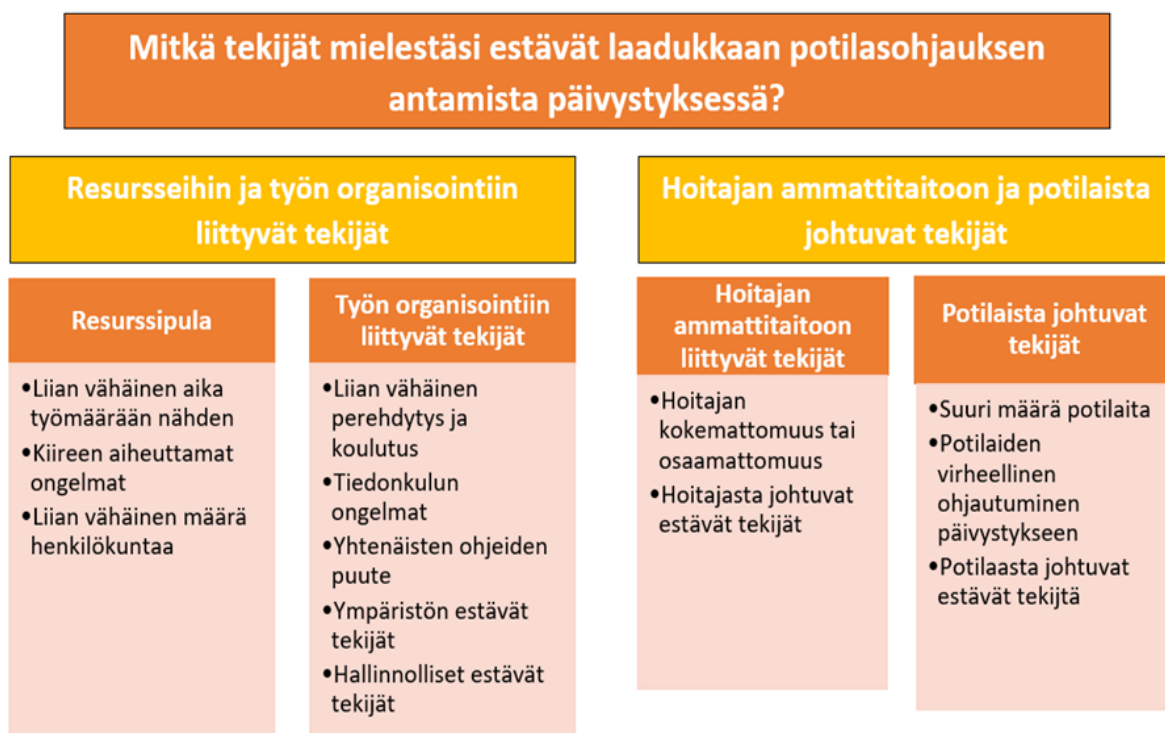 Mitkä tekijät mielestäsi estävät laadukkaan potilasohjauksen
antamista päivystyksessä?
Resursseihin ja työn organisointiin
liittyvät tekijät
Resurssipula
•Liian vähäinen aika
työmäärään nähden
•Kiireen aiheuttamat
ongelmat
•Liian vähäinen määrä
henkilökuntaa
Työn organisointiin
liittyvät tekijät
•Liian vähäinen
perehdytys ja
koulutus
•Tiedonkulun
ongelmat
•Yhtenäisten ohjeiden
puute
•Ympäristön estävät
tekijät
•Hallinnolliset estävät
tekijät
Hoitajan ammattitaitoon ja potilaista
johtuvat tekijät
Hoitajan
ammattitaitoon
liittyvät tekijät
•Hoitajan
kokemattomuus tai
osaamattomuus
•Hoitajasta johtuvat
estävät tekijät
Potilaista johtuvat
tekijät
•Suuri määrä potilaita
•Potilaiden
virheellinen
ohjautuminen
päivystykseen
•Potilaasta johtuvat
estävät tekijtä